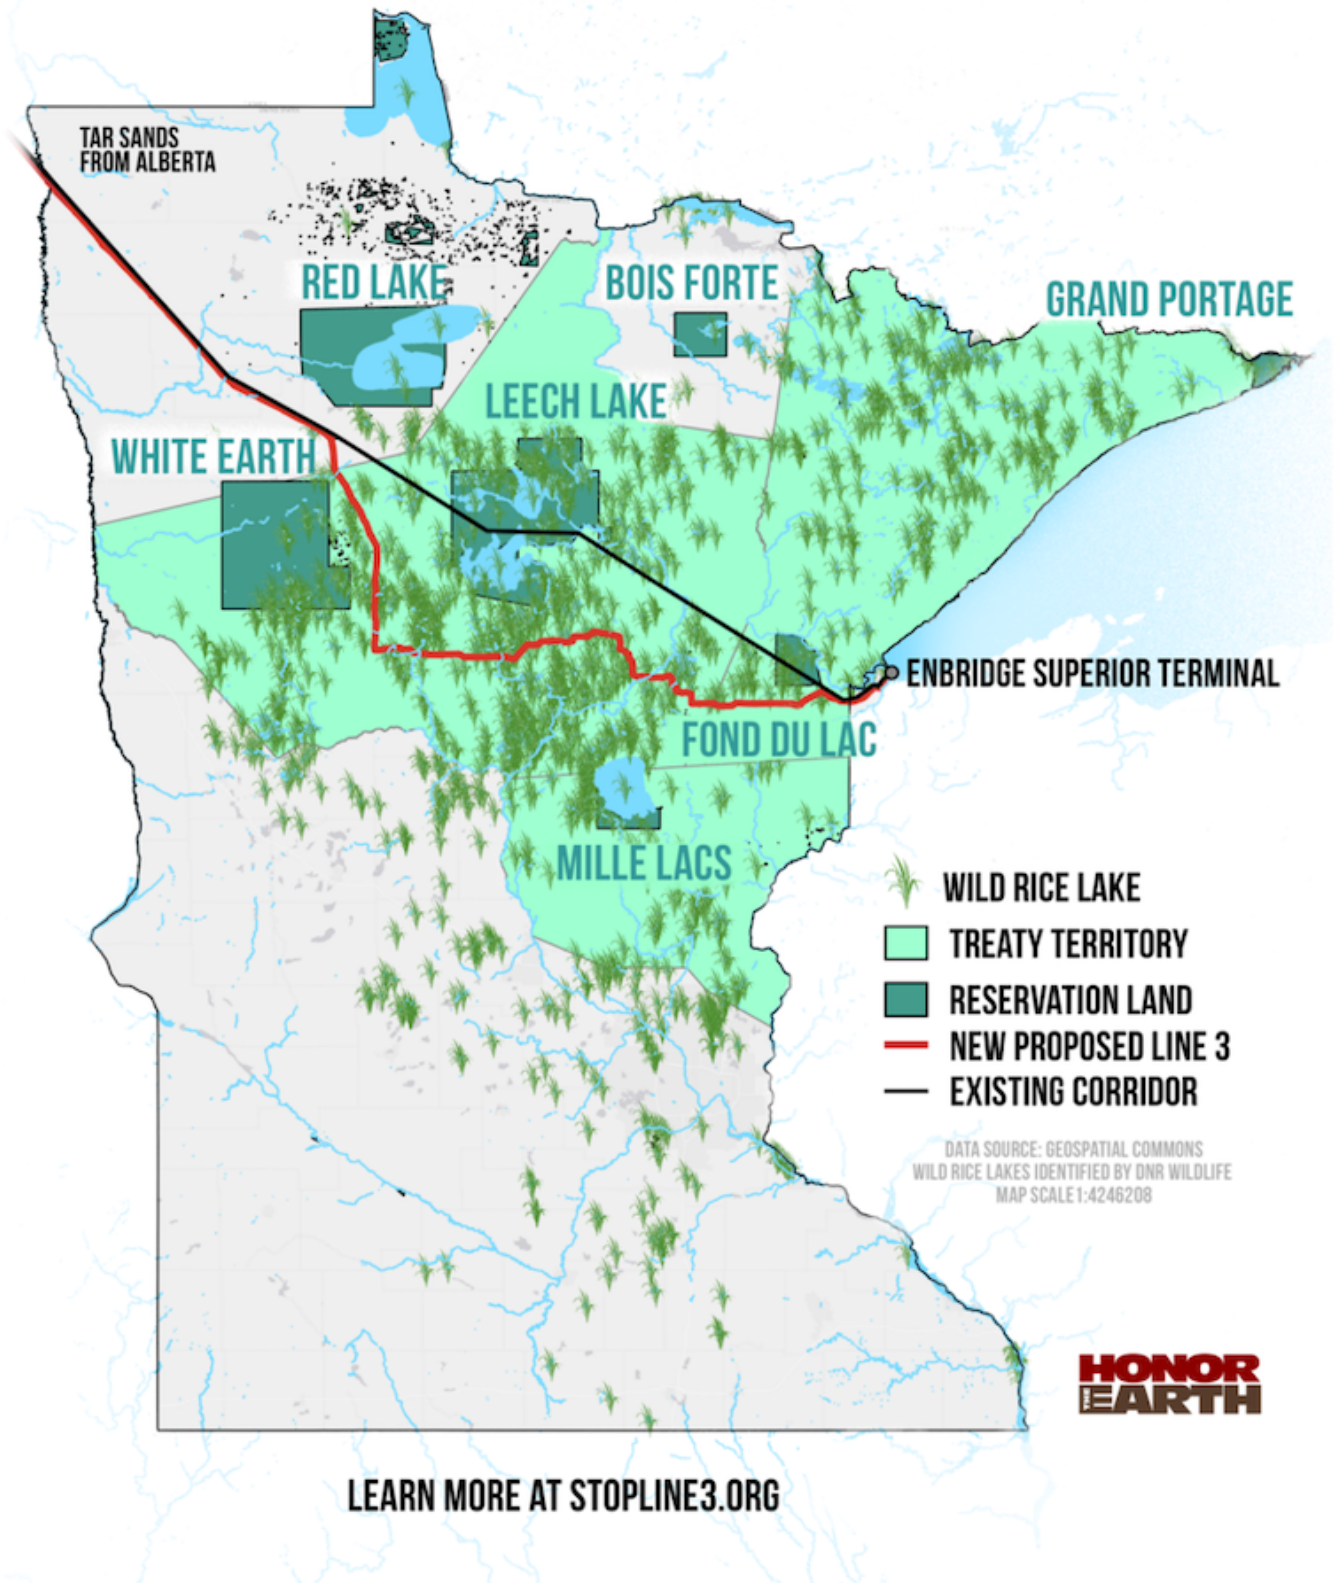 TAR SANDS
FROM ALBERTA
RED LAKE
BOIS FORTE
GRAND PORTAGE
LEECH LAKE
WHITE EARTH
ENBRIDGE SUPERIOR TERMINAL
FOND DU LAC
MILLE LACS
WILD RICE LAKE
TREATY TERRITORY
RESERVATION LAND
NEW PROPOSED LINE 3
EXISTING CORRIDOR
DATA SOURCE: GEOSPATIAL COMMONS
WILD RICE LAKES IDENTIFIED BY DNR WILDLIFE
MAP SCALE 1:4246208
HONOR
THE EARTH
LEARN MORE AT STOPLINE3.ORG